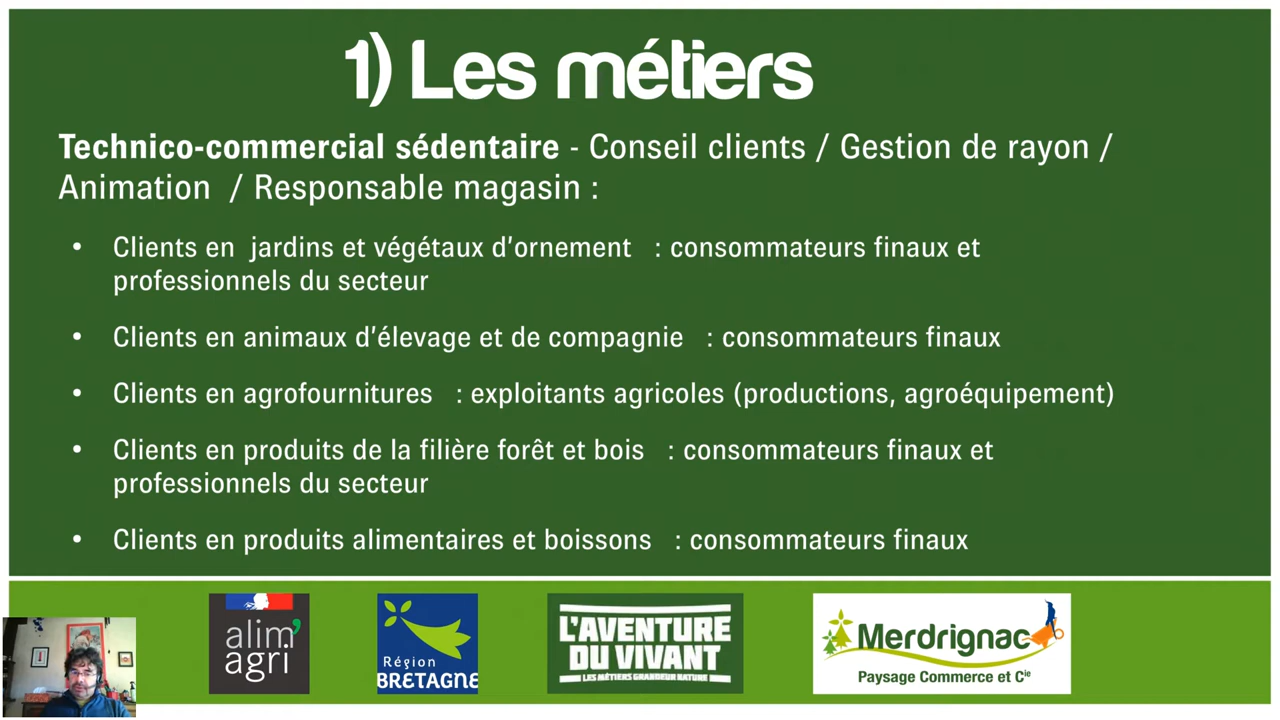 1) Les métiers
Technico-commercial sédentaire - Conseil clients / Gestion de rayon /
Animation / Responsable magasin :
• Clients en jardins et végétaux d’ornement : consommateurs finaux et
professionnels du secteur
• Clients en animaux d’élevage et de compagnie : consommateurs finaux
• Clients en agrofournitures : exploitants agricoles (productions, agroéquipement)
• Clients en produits de la filière forêt et bois : consommateurs finaux et
professionnels du secteur
• Clients en produits alimentaires et boissons : consommateurs finaux
alim’
agri
Région
BRETAGNE
L’AVENTURE
DU VIVANT
LES MÉTIERS GRANDEUR NATURE
Merdrignac
Paysage Commerce et Cie